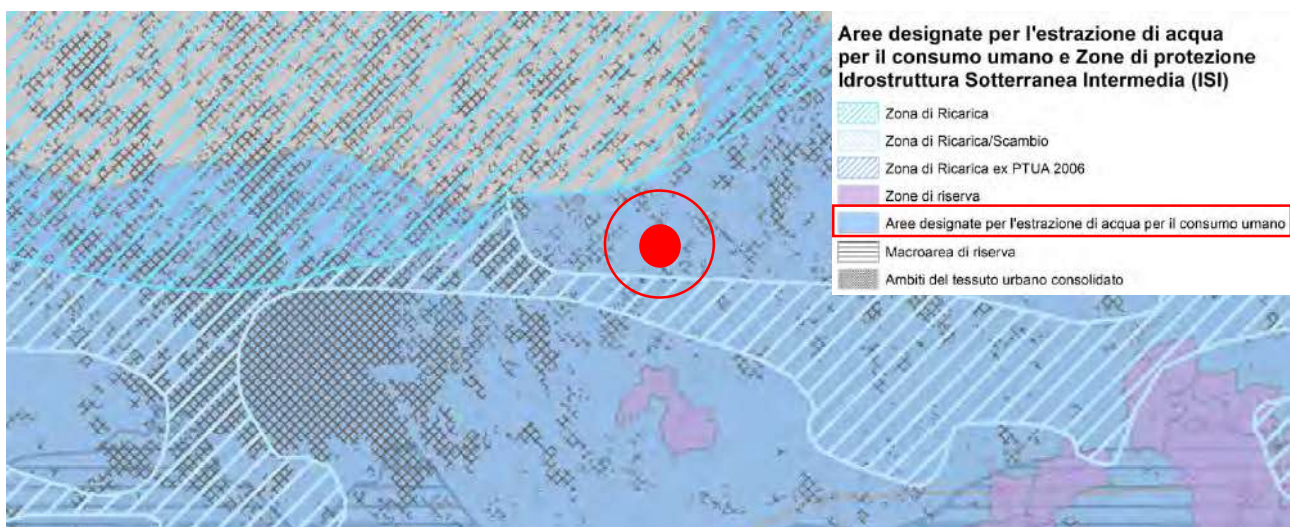 Aree designate per l'estrazione di acqua
per il consumo umano e Zone di protezione
Idrostruttura Sotterranea Intermedia (ISI)
Zona di Ricarica
Zona di Ricarica/Scambio
Zona di Ricarica ex PTUA 2006
Zone di riserva
Aree designate per l'estrazione di acqua per il consumo umano
Macroarea di riserva
Ambiti del tessuto urbano consolidato